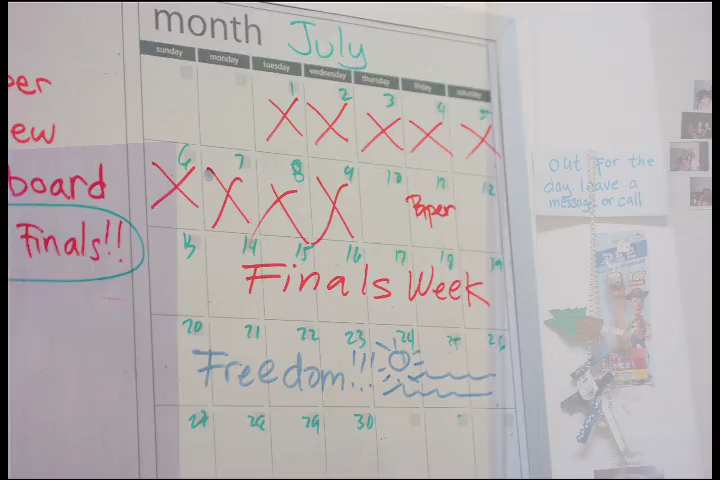 month July
sunday monday tuesday wednesday thursday friday saturday
1 2 3 4 5
X X X X X
6 7 8 9 10 11 12
X X X X Paper
13 14 15 16 17 18 19
Finals Week
20 21 22 23 24 25 26
Freedom!!!
27 28 29 30
per
ew
board
Finals!!
out for the
day. leave a
message or call
TOY